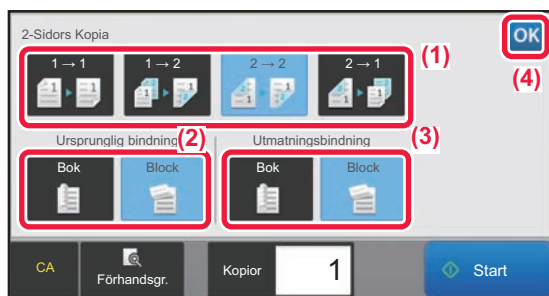 2-Sidors Kopia
OK
(1)
(4)
1 → 1
1 → 2
2 → 2
2 → 1
Ursprunglig bindning
(2)
Utmatningsbindning
(3)
Bok
Block
Bok
Block
CA
Förhandsgr.
Kopior
1
Start